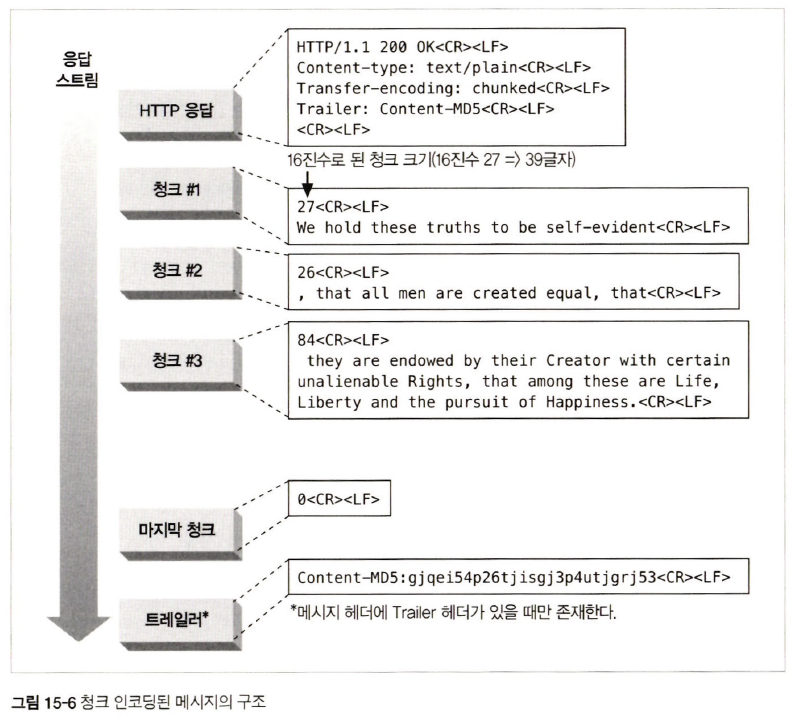 응답
스트림
HTTP 응답
HTTP/1.1 200 OK<CR><LF>
Content-type: text/plain<CR><LF>
Transfer-encoding: chunked<CR><LF>
Trailer: Content-MD5<CR><LF>
<CR><LF>
16진수로 된 청크 크기(16진수 27 => 39글자)
청크 #1
27<CR><LF>
We hold these truths to be self-evident<CR><LF>
청크 #2
26<CR><LF>
, that all men are created equal, that<CR><LF>
청크 #3
84<CR><LF>
they are endowed by their Creator with certain
unalienable Rights, that among these are Life,
Liberty and the pursuit of Happiness.<CR><LF>
마지막 청크
0<CR><LF>
트레일러*
Content-MD5:gjqei54p26tjisgj3p4utjgrj53<CR><LF>
*메시지 헤더에 Trailer 헤더가 있을 때만 존재한다.
그림 15-6 청크 인코딩된 메시지의 구조